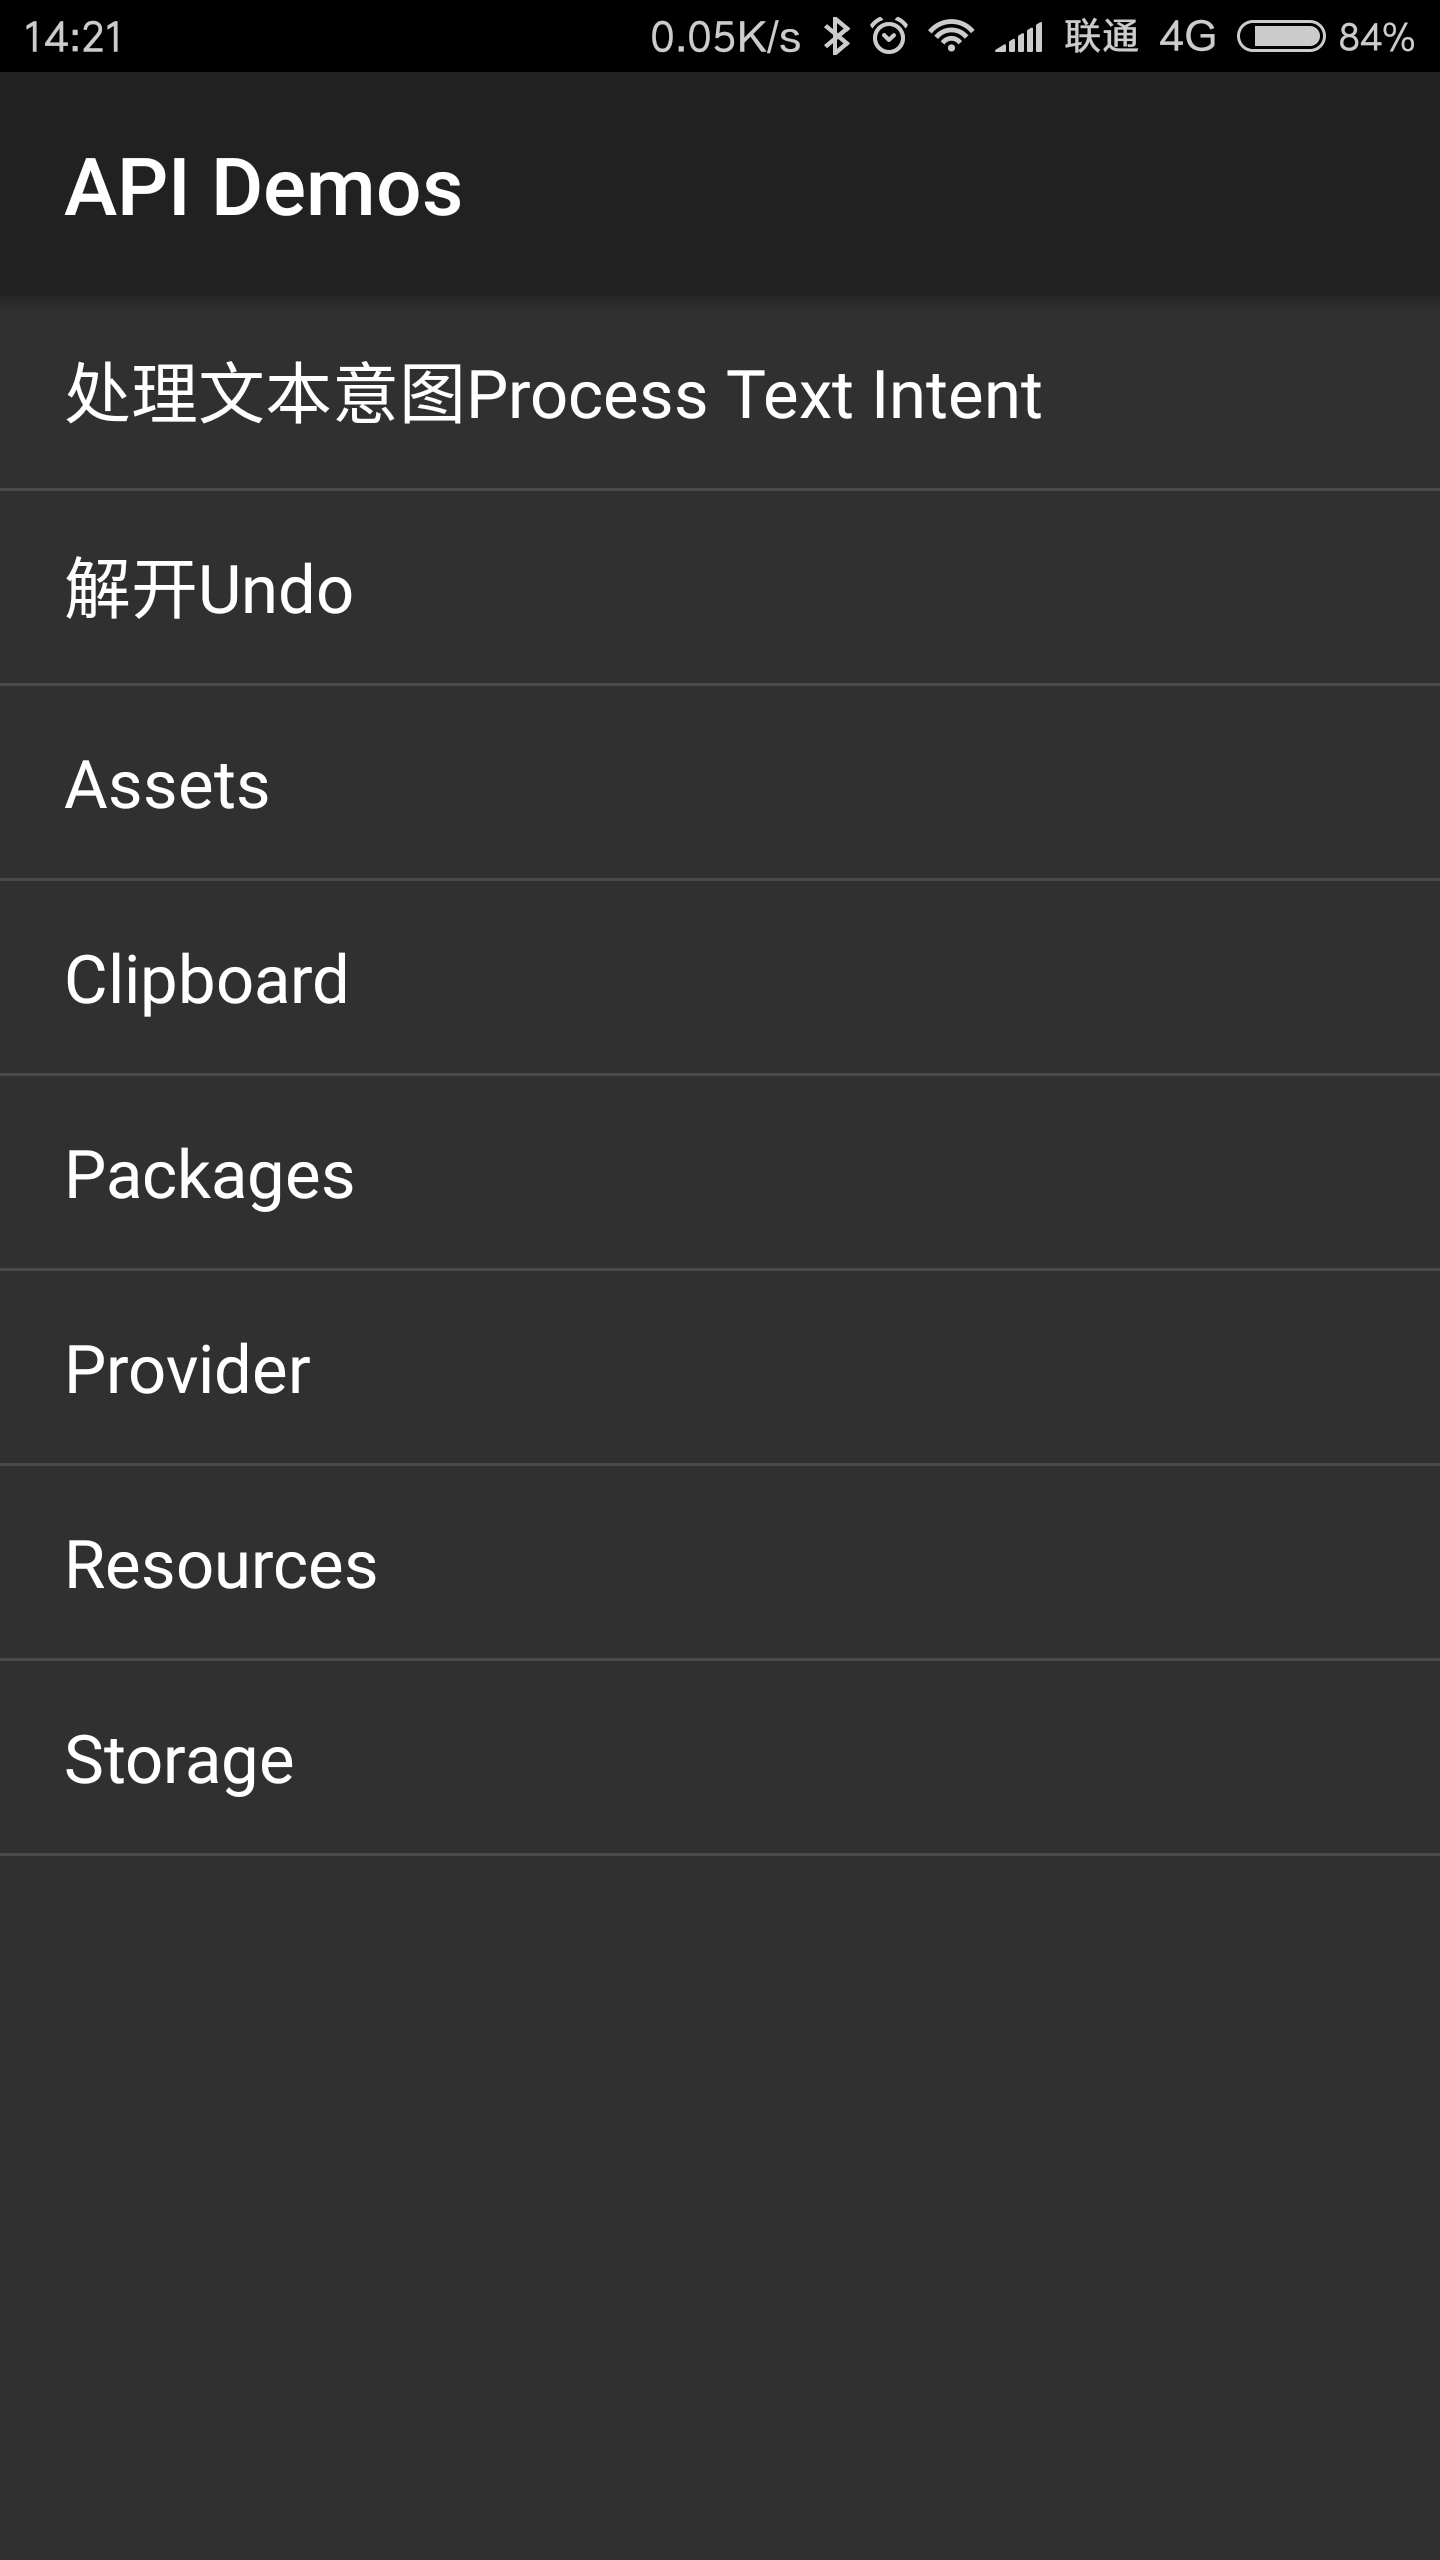 14:21 0.05K/s 联通 4G 84%
API Demos
处理文本意图Process Text Intent
解开Undo
Assets
Clipboard
Packages
Provider
Resources
Storage